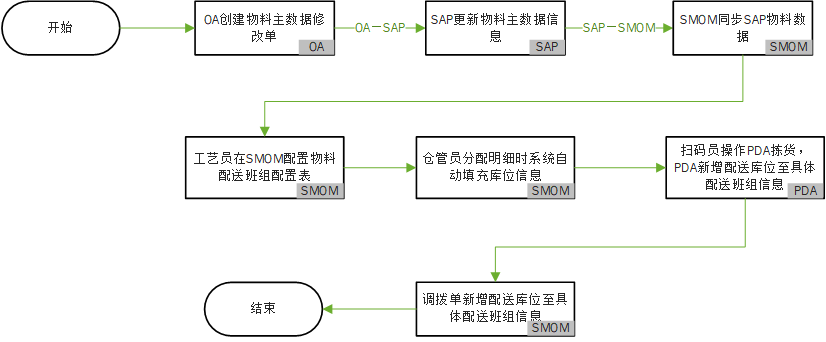 开始
OA创建物料主数据修
改单
OA
OA—SAP
SAP更新物料主数据信
息
SAP
SAP—SMOM
SMOM同步SAP物料数
据
SMOM
工艺员在SMOM配置物料
配送班组配置表
SMOM
仓管员分配明细时系统自
动填充库位信息
SMOM
扫码员操作PDA拣货，
PDA新增配送库位至具体
配送班组信息
PDA
结束
调拨单新增配送库位至具
体配送班组信息
SMOM